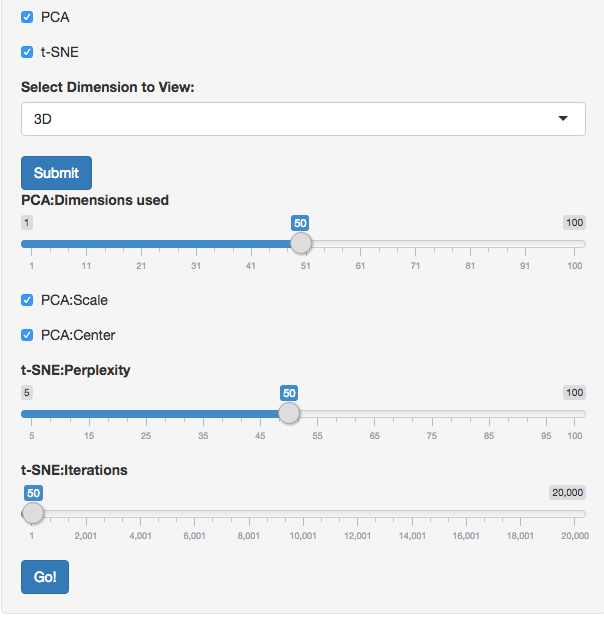 PCA
t-SNE
Select Dimension to View:
3D
Submit
PCA:Dimensions used
1 50 100
1 11 21 31 41 51 61 71 81 91 100
PCA:Scale
PCA:Center
t-SNE:Perplexity
5 50 100
5 15 25 35 45 55 65 75 85 95 100
t-SNE:Iterations
50 20,000
1 2,001 4,001 6,001 8,001 10,001 12,001 14,001 16,001 18,001 20,000
Go!